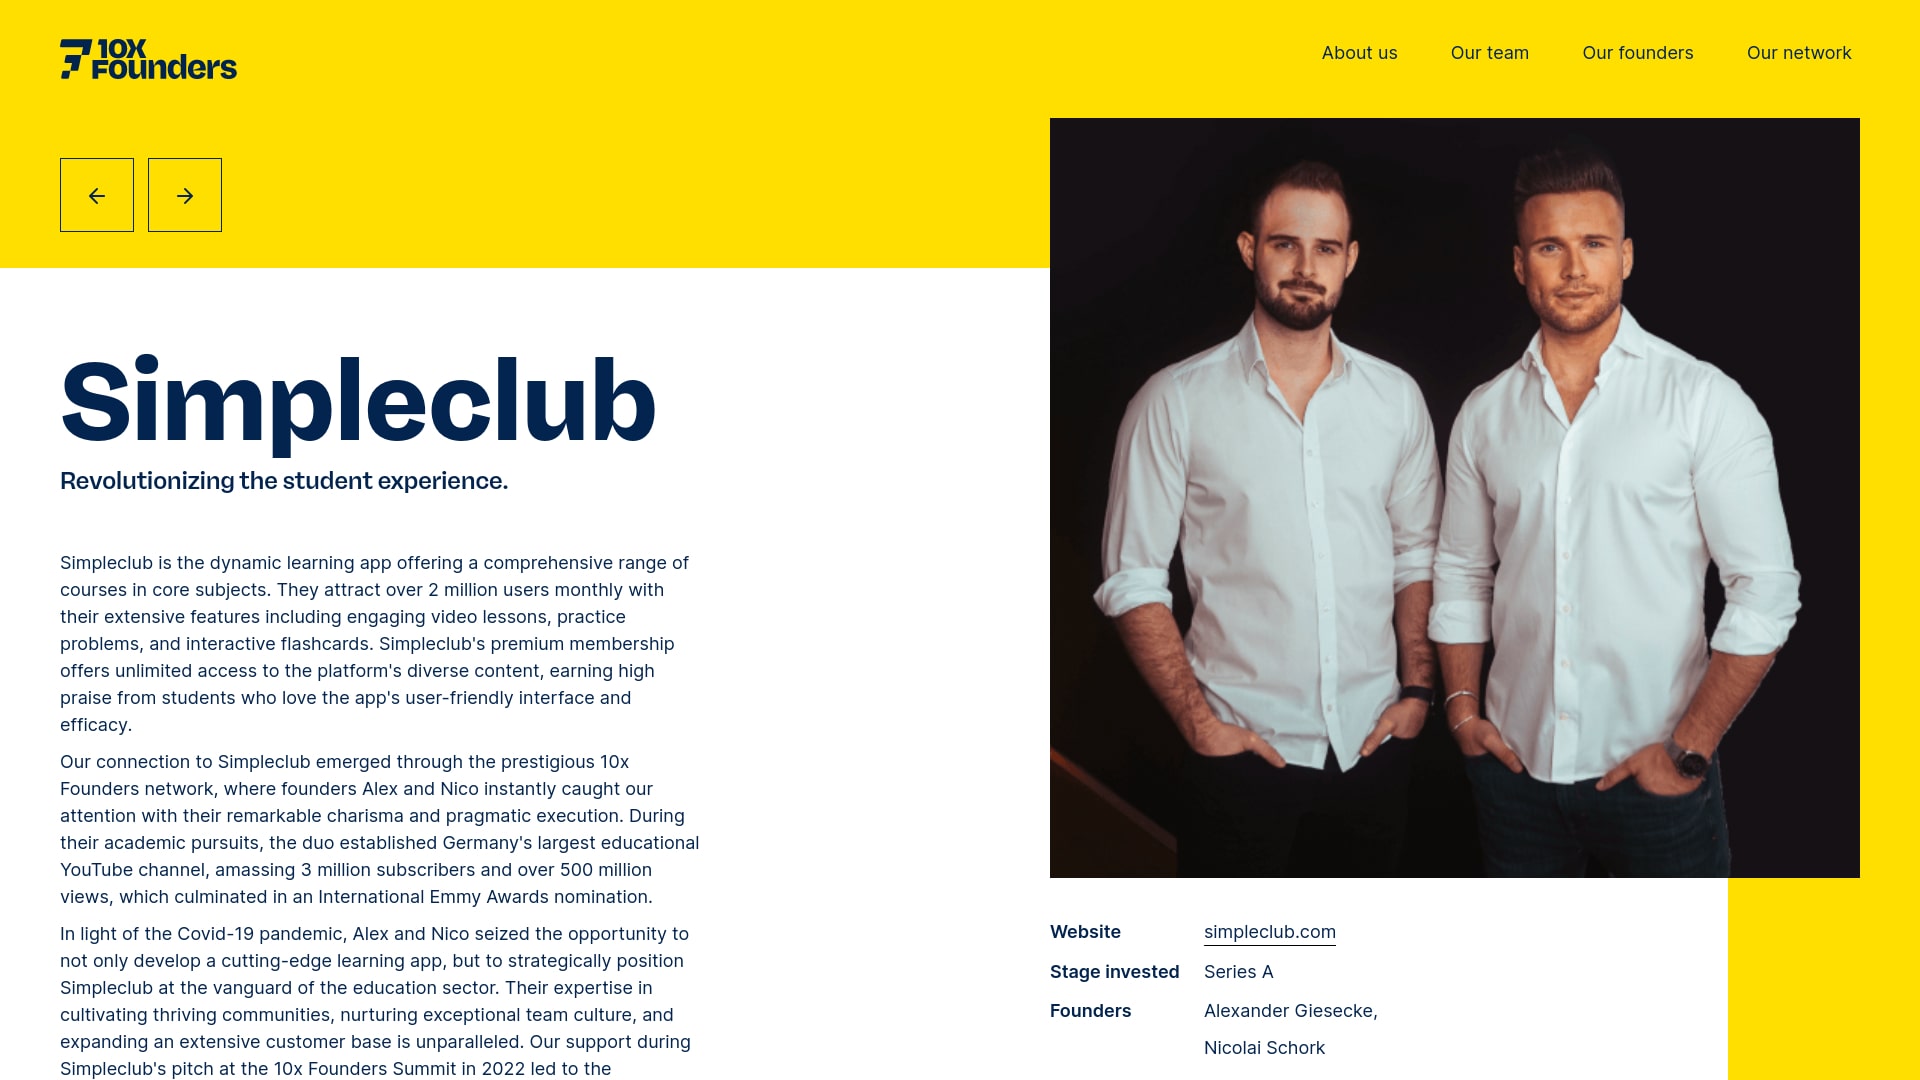 10X
Founders
About us
Our team
Our founders
Our network
Simpleclub
Revolutionizing the student experience.
Simpleclub is the dynamic learning app offering a comprehensive range of
courses in core subjects. They attract over 2 million users monthly with
their extensive features including engaging video lessons, practice
problems, and interactive flashcards. Simpleclub's premium membership
offers unlimited access to the platform's diverse content, earning high
praise from students who love the app's user-friendly interface and
efficacy.
Our connection to Simpleclub emerged through the prestigious 10x
Founders network, where founders Alex and Nico instantly caught our
attention with their remarkable charisma and pragmatic execution. During
their academic pursuits, the duo established Germany's largest educational
YouTube channel, amassing 3 million subscribers and over 500 million
views, which culminated in an International Emmy Awards nomination.
In light of the Covid-19 pandemic, Alex and Nico seized the opportunity to
not only develop a cutting-edge learning app, but to strategically position
Simpleclub at the vanguard of the education sector. Their expertise in
cultivating thriving communities, nurturing exceptional team culture, and
expanding an extensive customer base is unparalleled. Our support during
Simpleclub's pitch at the 10x Founders Summit in 2022 led to the
Website simpleclub.com
Stage invested Series A
Founders Alexander Giesecke,
Nicolai Schork